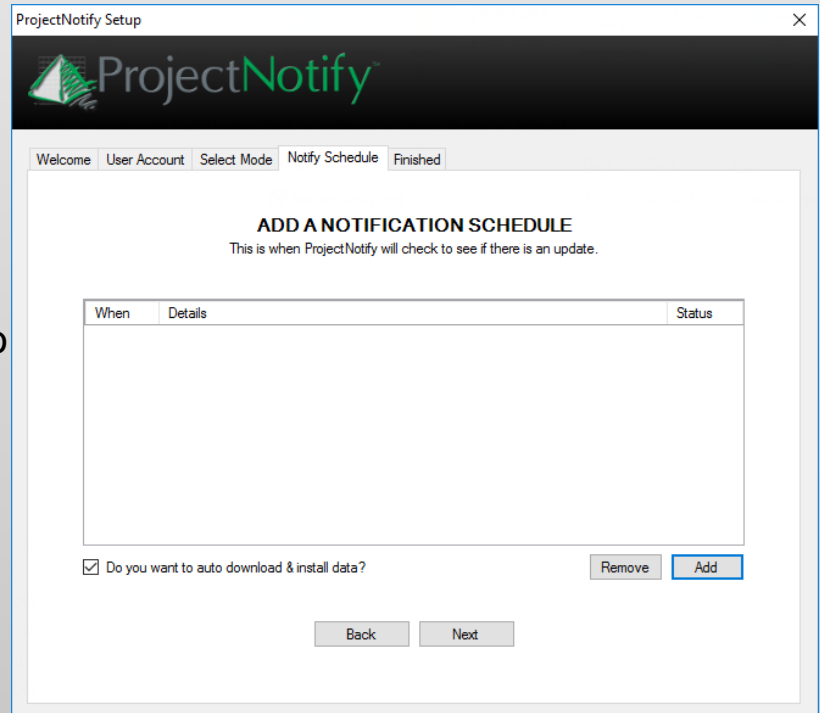 ProjectNotify Setup
ProjectNotify™
Welcome User Account Select Mode Notify Schedule Finished
ADD A NOTIFICATION SCHEDULE
This is when ProjectNotify will check to see if there is an update.
When Details Status
Do you want to auto download & install data? Remove Add
Back Next